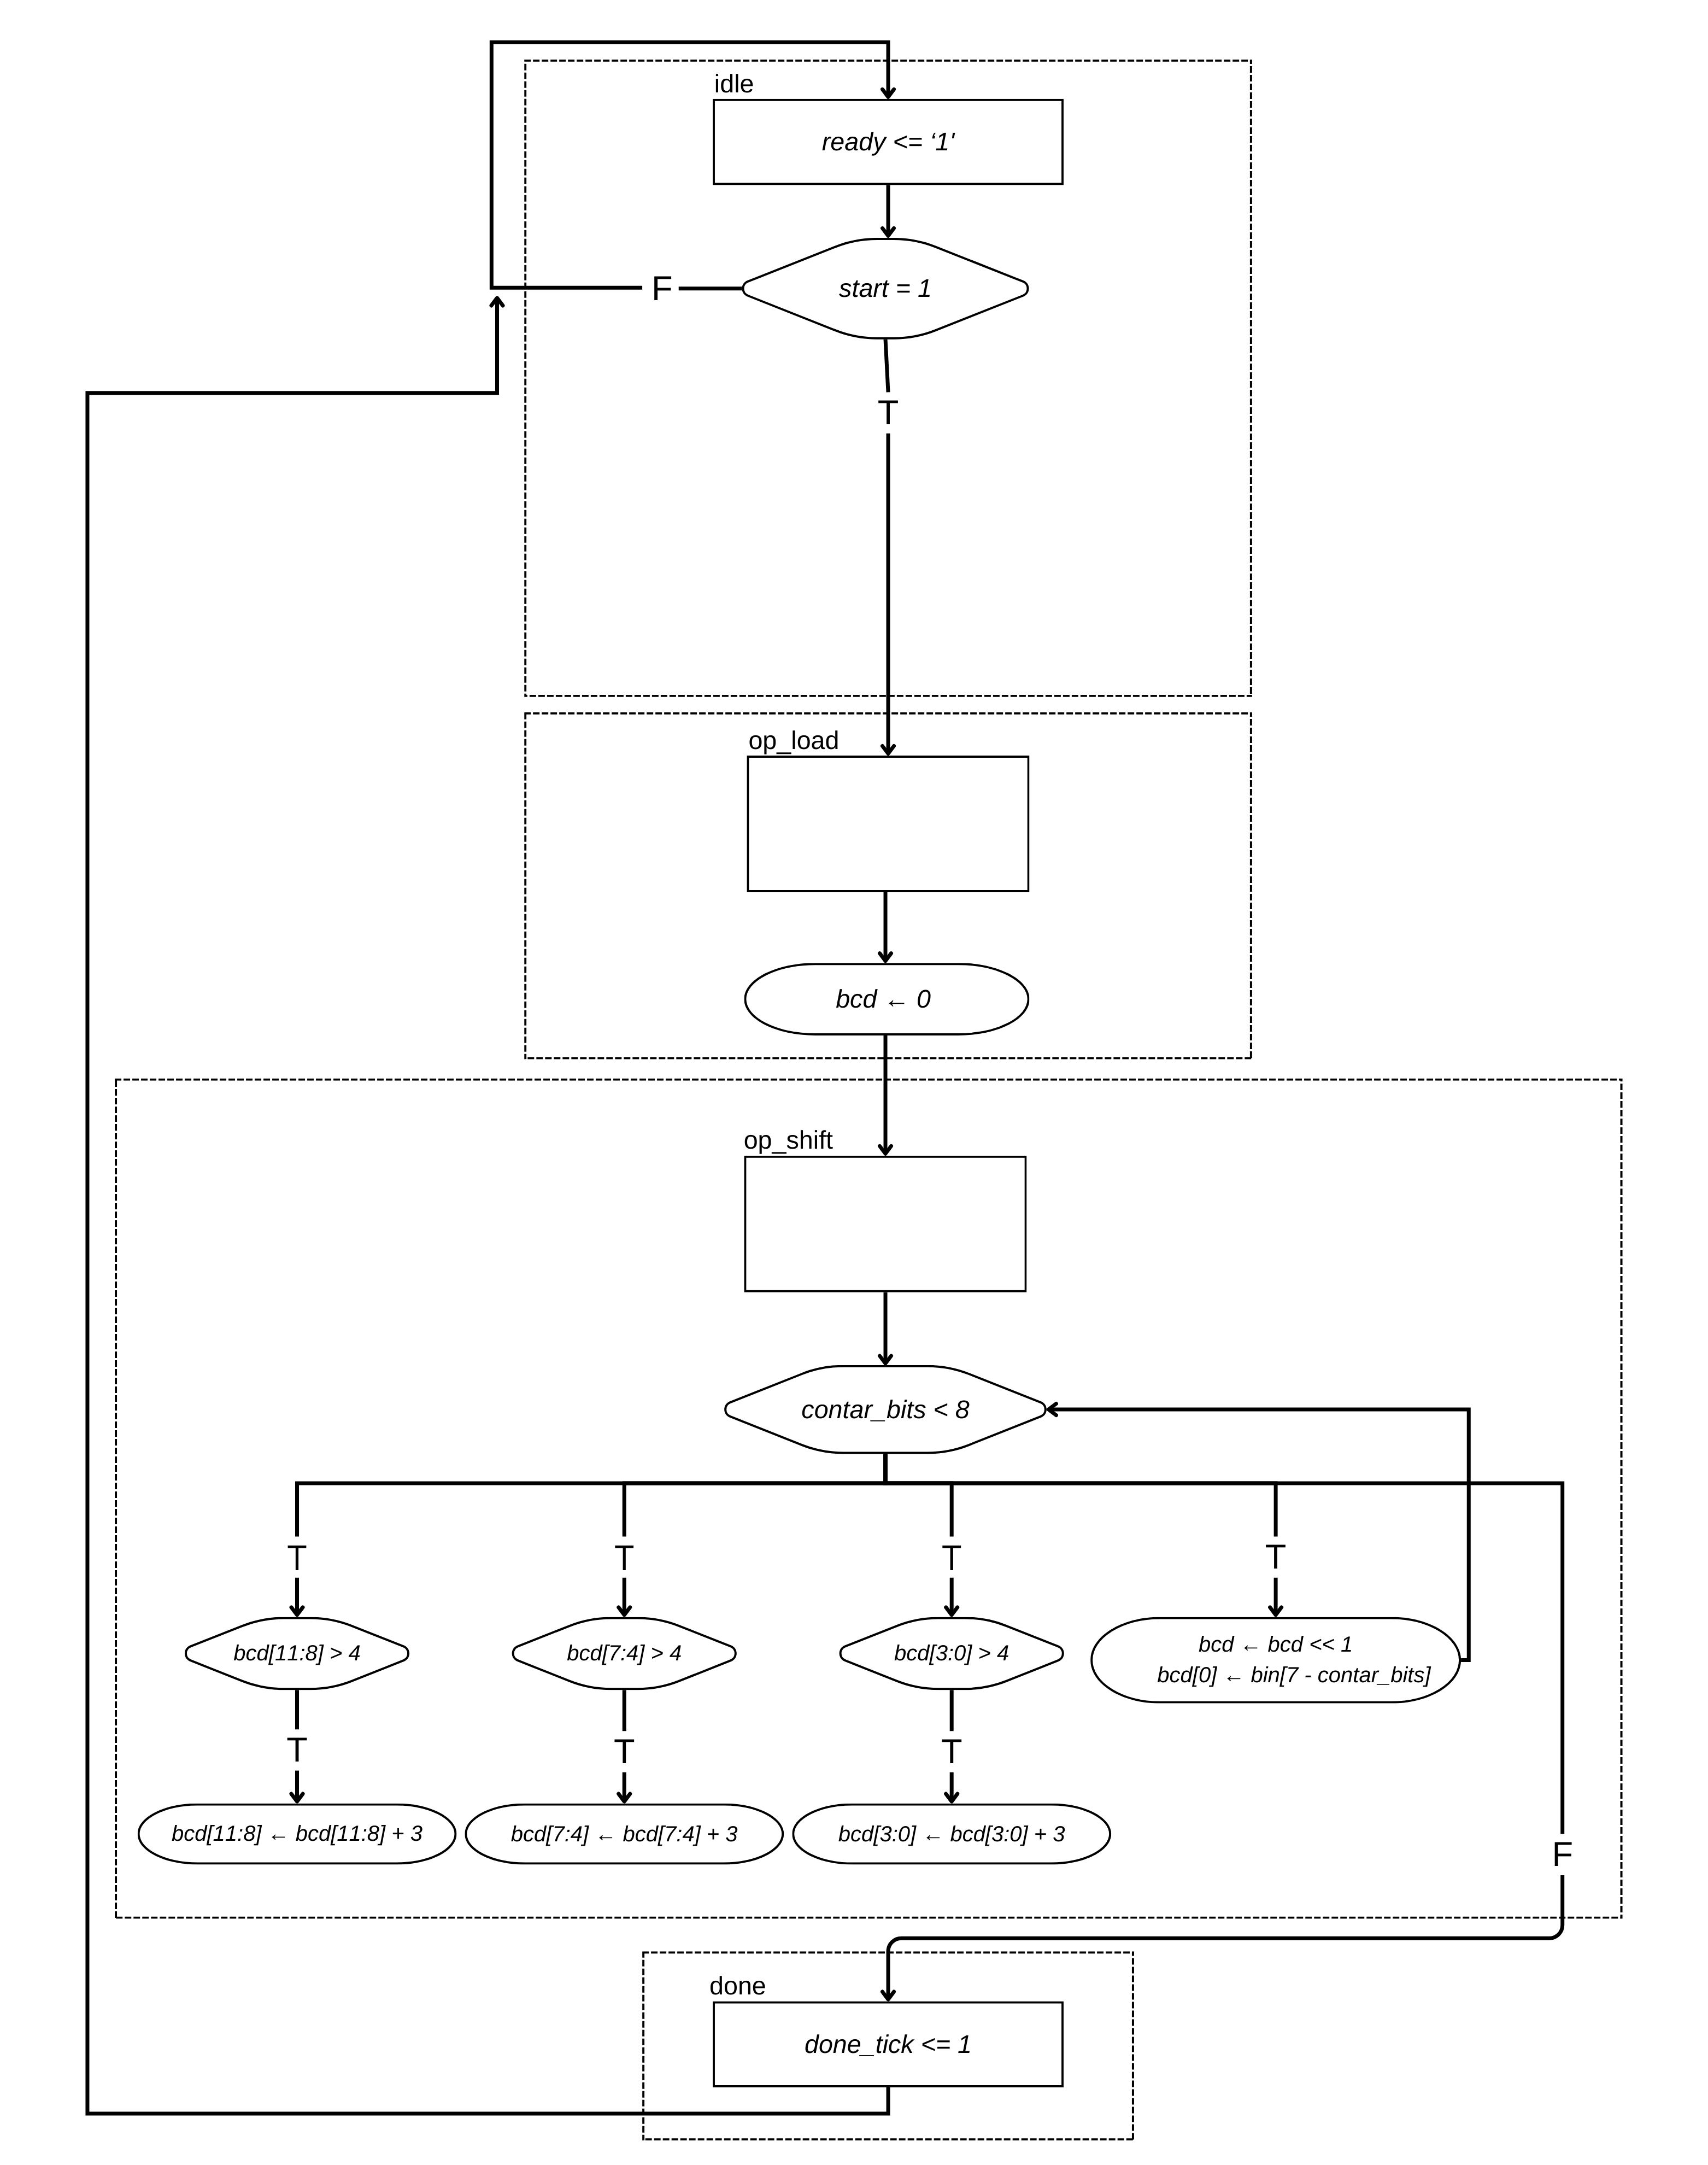 idle
ready <= ‘1'
start = 1
F
T
op_load
bcd ← 0
op_shift
contar_bits < 8
T
T
T
T
bcd[11:8] > 4
bcd[7:4] > 4
bcd[3:0] > 4
bcd ← bcd << 1
bcd[0] ← bin[7 - contar_bits]
T
T
T
bcd[11:8] ← bcd[11:8] + 3
bcd[7:4] ← bcd[7:4] + 3
bcd[3:0] ← bcd[3:0] + 3
F
done
done_tick <= 1